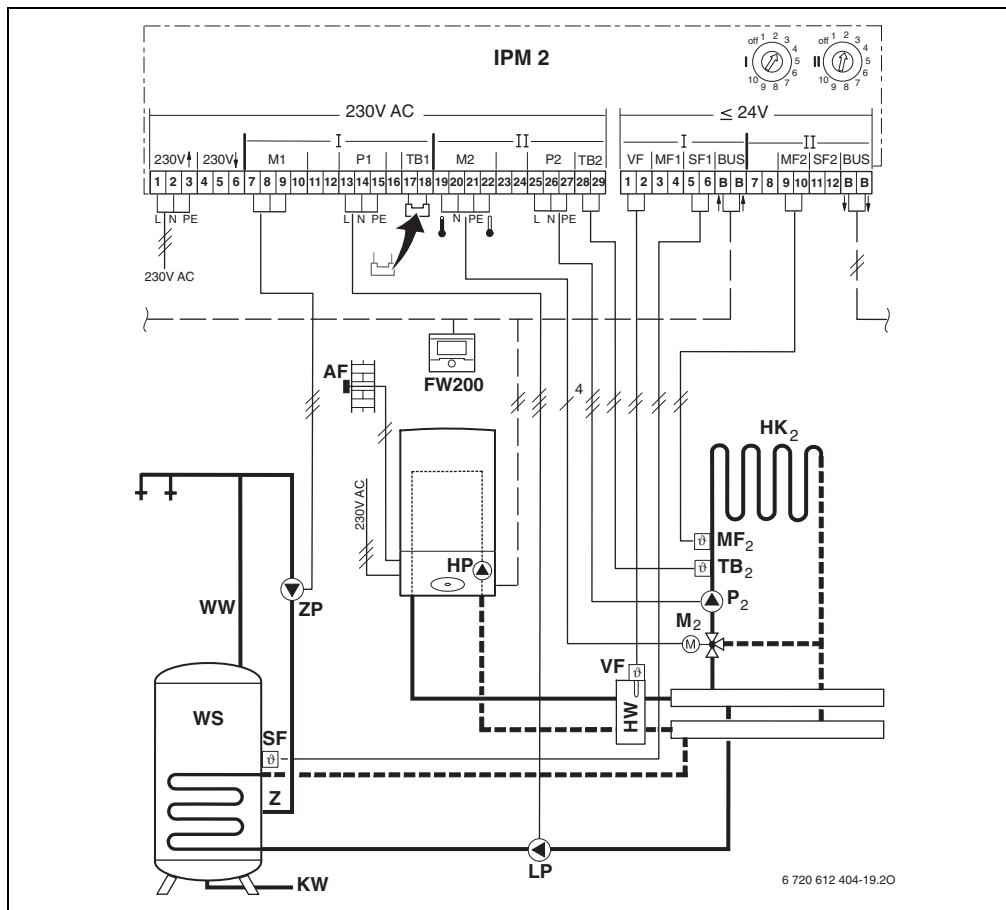 IPM 2
off 1 2 3 4 5 6 7 8 9 10
I
off 1 2 3 4 5 6 7 8 9 10
II
230V AC
≤ 24V
I II I II
230V 230V M1 P1 TB1 M2 P2 TB2 VF MF1 SF1 BUS MF2 SF2 BUS
1 2 3 4 5 6 7 8 9 10 11 12 13 14 15 16 17 18 19 20 21 22 23 24 25 26 27 28 29 1 2 3 4 5 6 B B 7 8 9 10 11 12 B B
L N PE L N PE N PE L N PE
230V AC
FW200
AF
4
HK2
230V AC
MF2
TB2
HP
P2
ZP
WW
M2
M
VF
HW
WS
SF
ϑ
ϑ
ϑ
ϑ
Z
LP
KW
6 720 612 404-19.2O